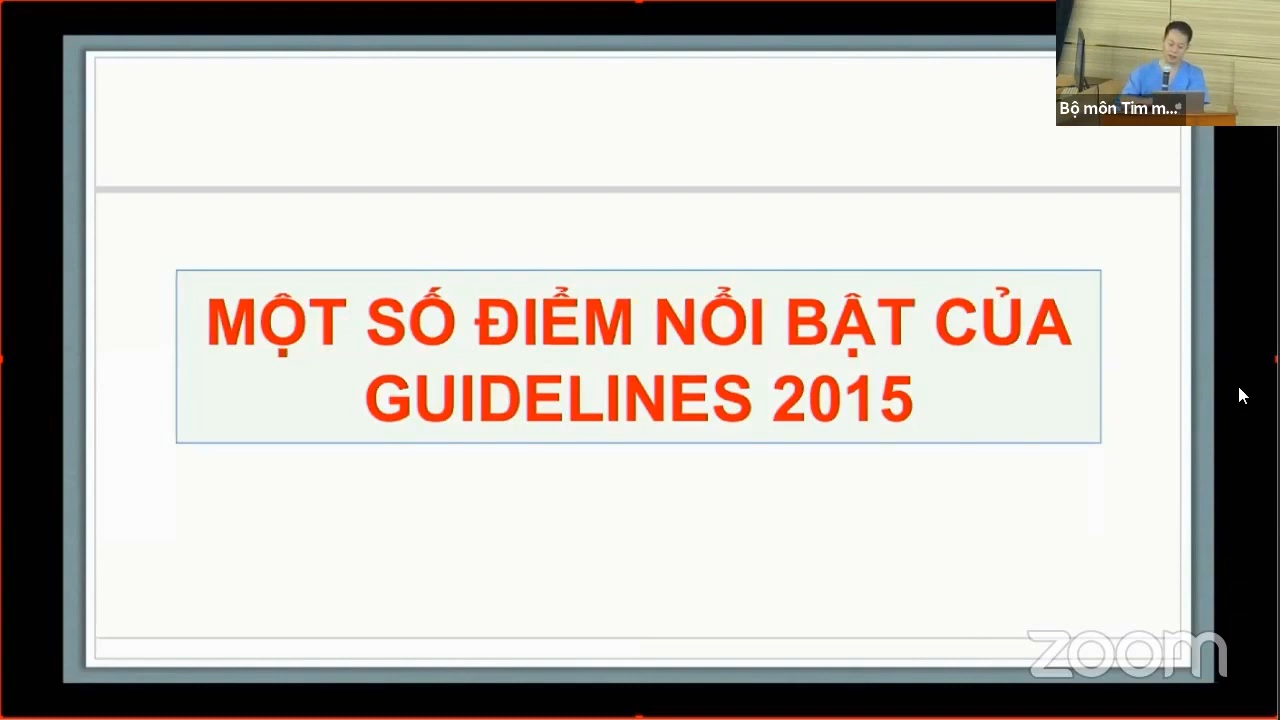 Bộ môn Tim m...
MỘT SỐ ĐIỂM NỔI BẬT CỦA
GUIDELINES 2015
zoom